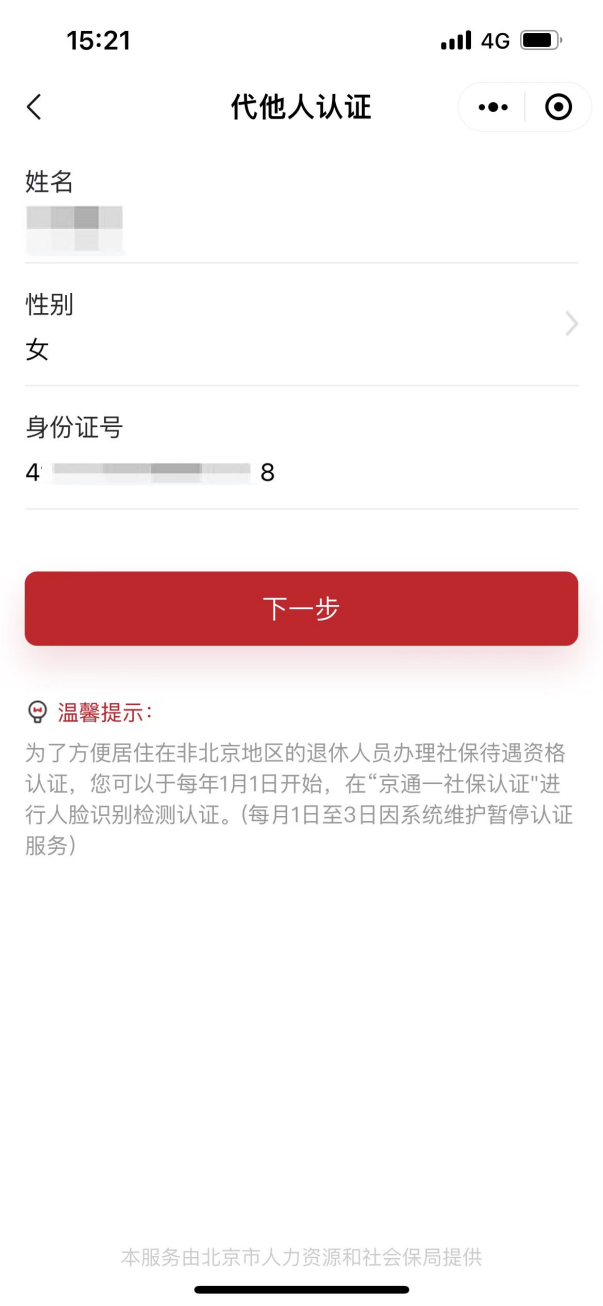 15:21
4G
代他人认证
姓名
性别
女
身份证号
4 8
下一步
温馨提示：
为了方便居住在非北京地区的退休人员办理社保待遇资格
认证，您可以于每年1月1日开始，在“京通一社保认证"进
行人脸识别检测认证。(每月1日至3日因系统维护暂停认证
服务)
本服务由北京市人力资源和社会保局提供